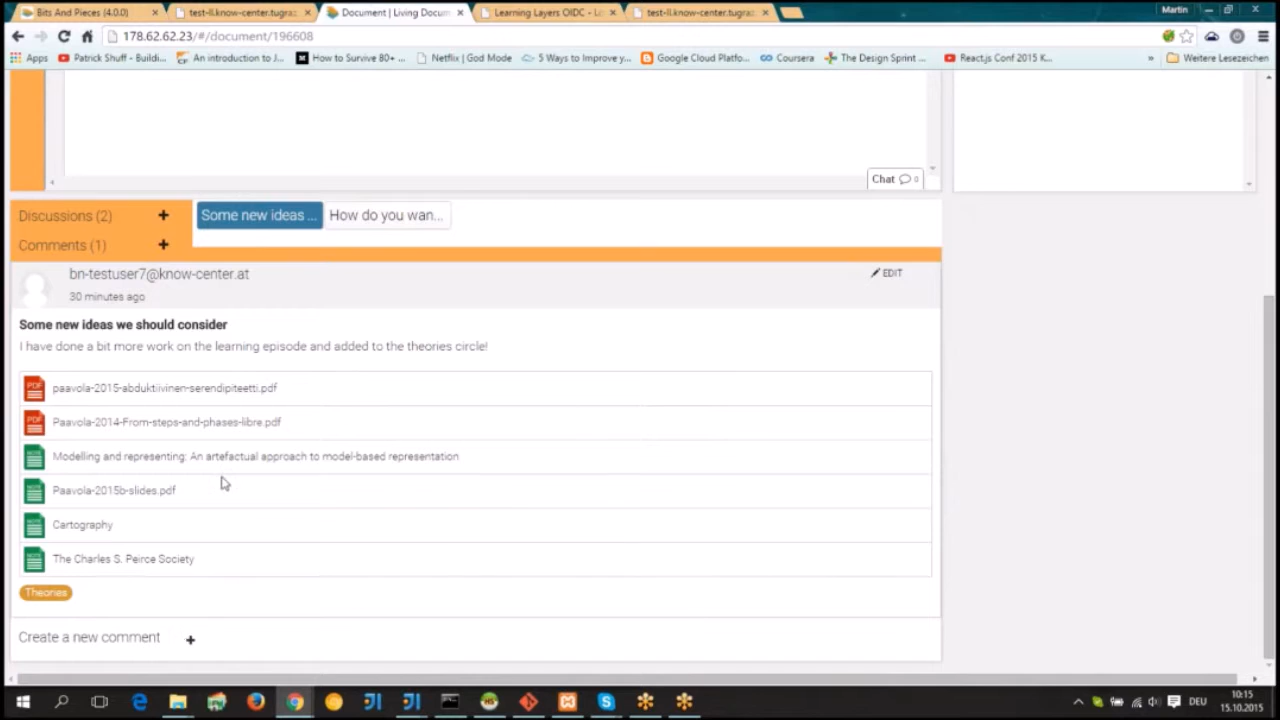 Bits And Pieces (4.0.0)
test-ll.know-center.tugraz.
Document | Living Docum
Learning Layers OIDC - Lo
test-ll.know-center.tugraz.
Martin
178.62.62.23/#/document/196608
Apps
Patrick Shuff - Buildi...
An introduction to J...
How to Survive 80+ ...
Netflix | God Mode
5 Ways to Improve y...
Google Cloud Platfo...
Coursera
The Design Sprint ...
React.js Conf 2015 K...
»
Weitere Lesezeichen
Chat 0
Discussions (2) +
Some new ideas ...
How do you wan...
Comments (1) +
bn-testuser7@know-center.at
EDIT
30 minutes ago
Some new ideas we should consider
I have done a bit more work on the learning episode and added to the theories circle!
PDF paavola-2015-abduktiivinen-serendipiteetti.pdf
PDF Paavola-2014-From-steps-and-phases-libre.pdf
NOTE Modelling and representing: An artefactual approach to model-based representation
NOTE Paavola-2015b-slides.pdf
NOTE Cartography
NOTE The Charles S. Peirce Society
Theories
Create a new comment +
DEU
10:15
15.10.2015